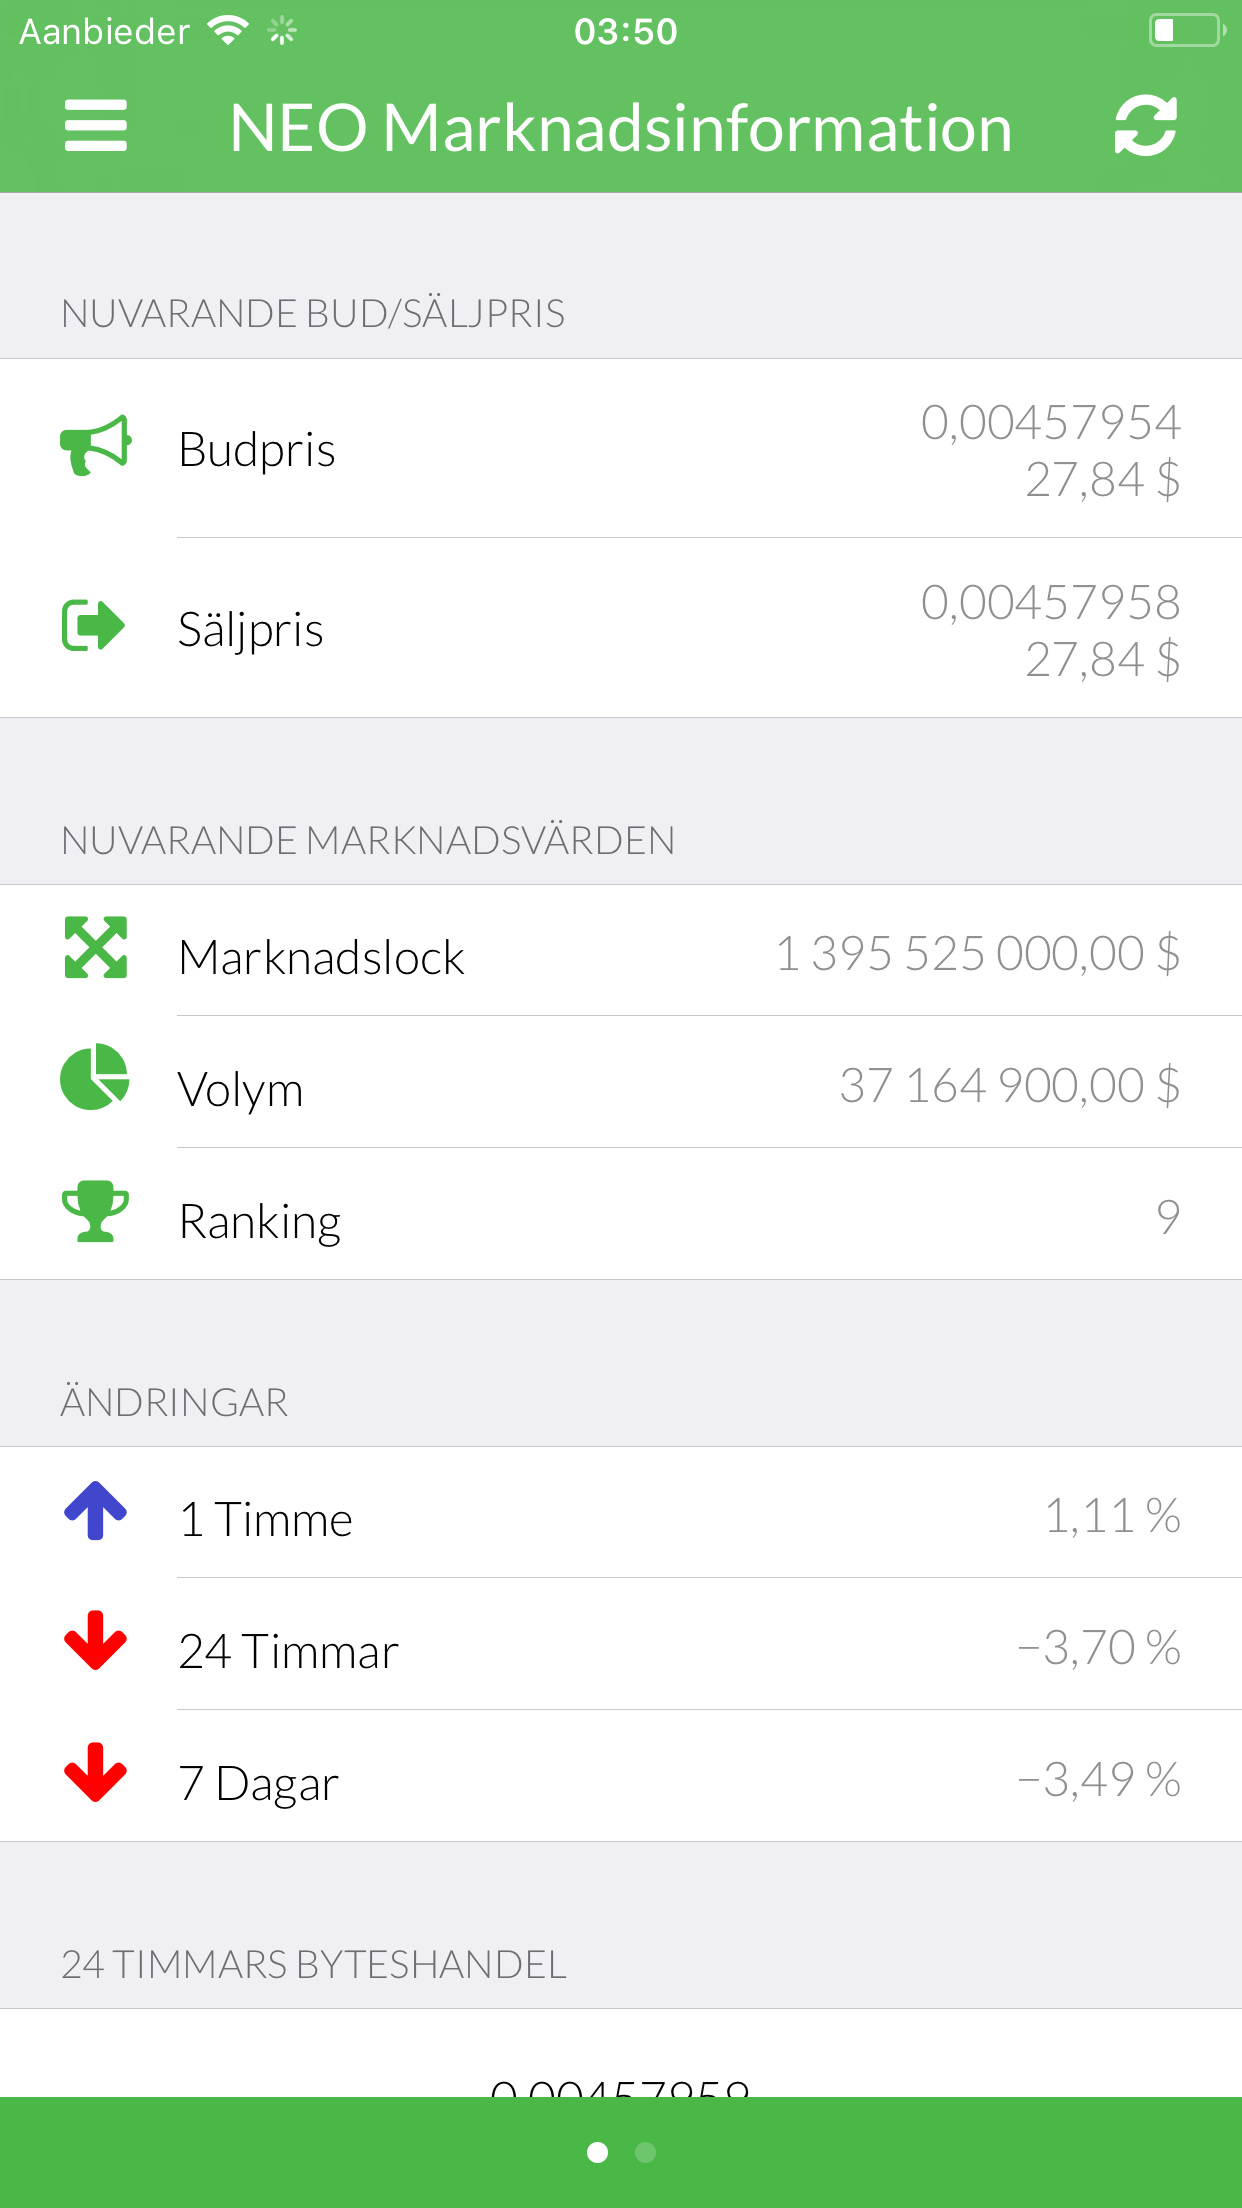 Aanbieder 03:50
NEO Marknadsinformation
NUVARANDE BUD/SÄLJPRIS
Budpris 0,00457954
27,84 $
Säljpris 0,00457958
27,84 $
NUVARANDE MARKNADSVÄRDEN
Marknadslock 1 395 525 000,00 $
Volym 37 164 900,00 $
Ranking 9
ÄNDRINGAR
1 Timme 1,11 %
24 Timmar −3,70 %
7 Dagar −3,49 %
24 TIMMARS BYTESHANDEL